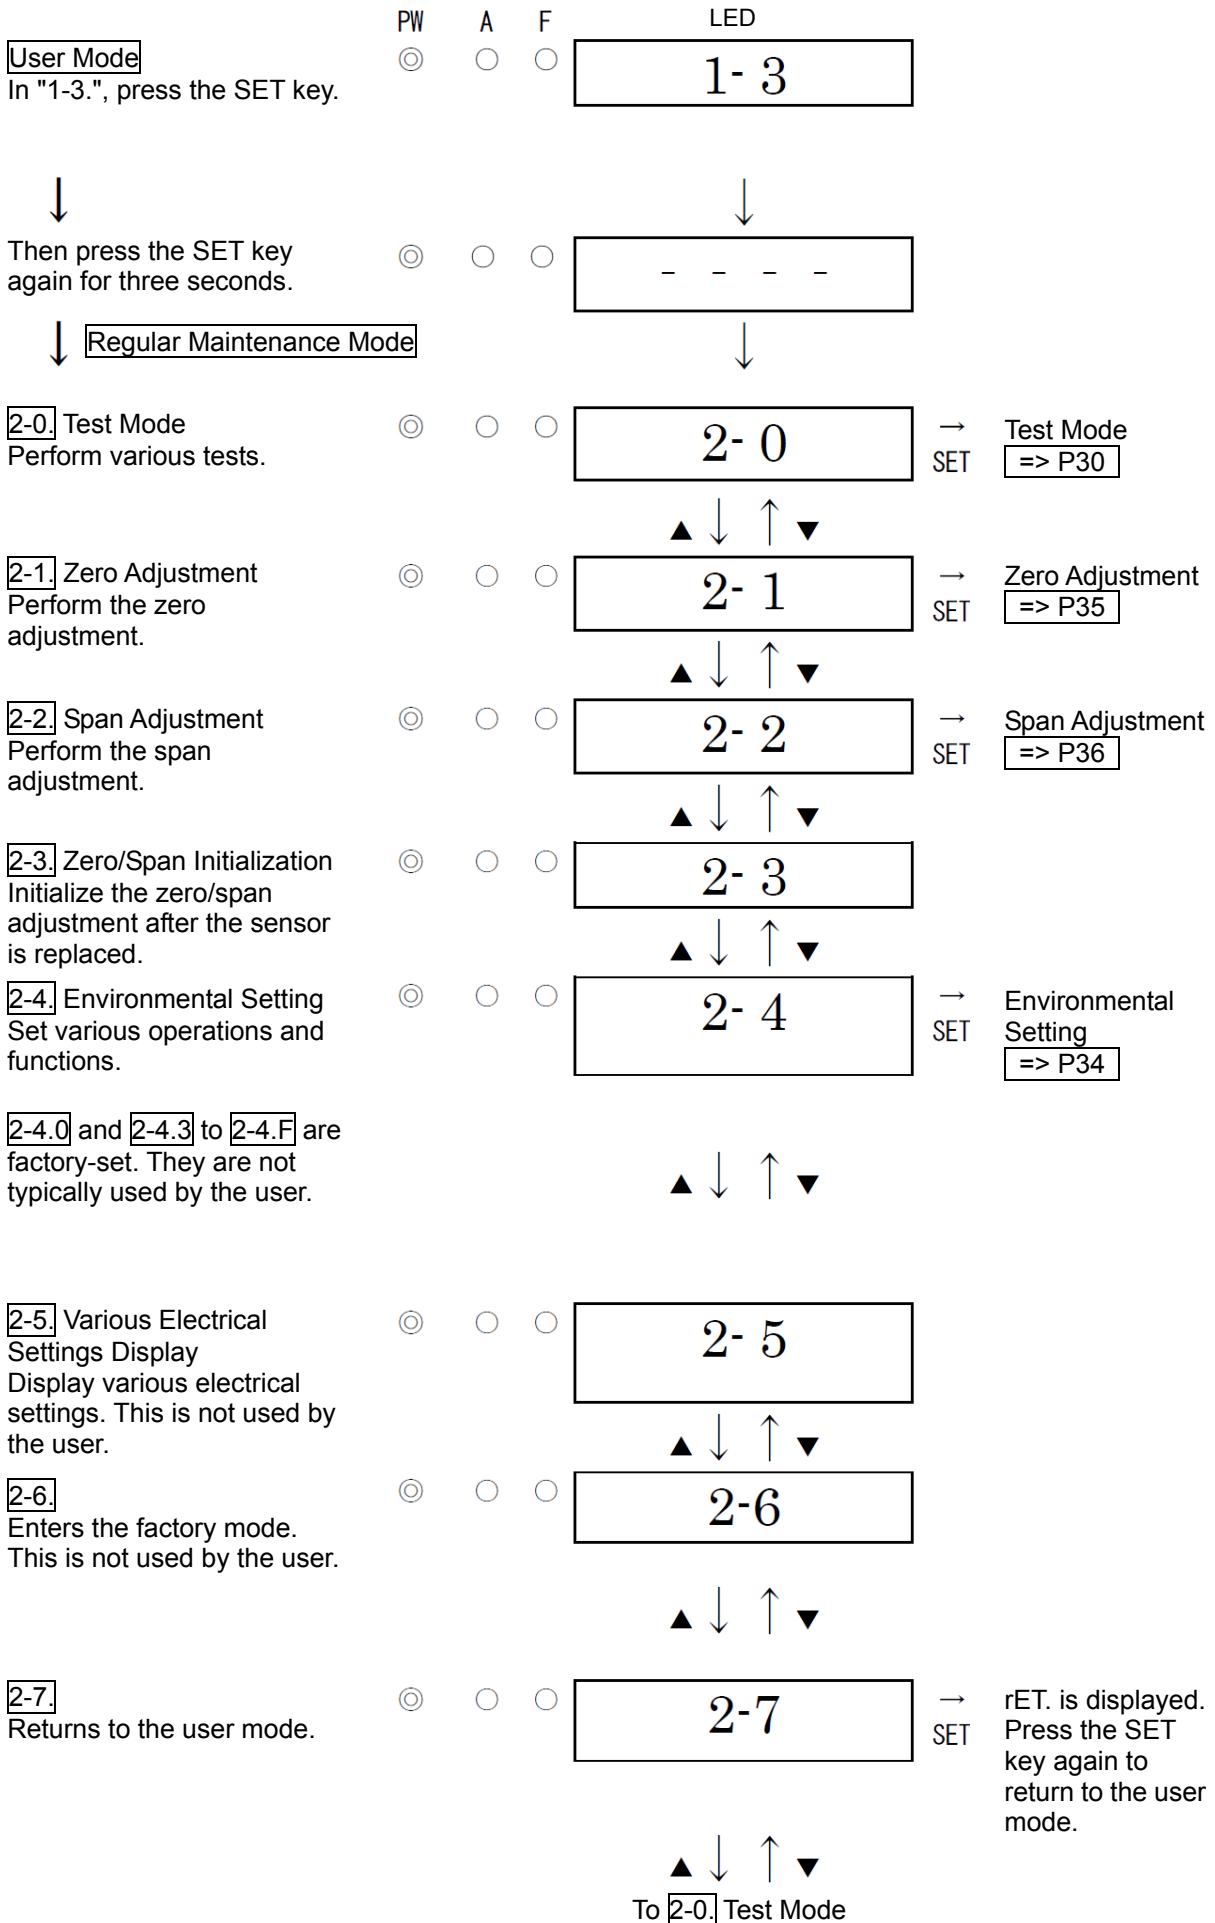 PW A F LED
User Mode
In "1-3.", press the SET key.
1- 3
Then press the SET key
again for three seconds.
- - - -
Regular Maintenance Mode
2-0. Test Mode
Perform various tests.
2- 0
→ SET
Test Mode
=> P30
▲ ↓ ↑ ▼
2-1. Zero Adjustment
Perform the zero
adjustment.
2- 1
→ SET
Zero Adjustment
=> P35
▲ ↓ ↑ ▼
2-2. Span Adjustment
Perform the span
adjustment.
2- 2
→ SET
Span Adjustment
=> P36
▲ ↓ ↑ ▼
2-3. Zero/Span Initialization
Initialize the zero/span
adjustment after the sensor
is replaced.
2- 3
▲ ↓ ↑ ▼
2-4. Environmental Setting
Set various operations and
functions.
2- 4
→ SET
Environmental
Setting
=> P34
2-4.0 and 2-4.3 to 2-4.F are
factory-set. They are not
typically used by the user.
▲ ↓ ↑ ▼
2-5. Various Electrical
Settings Display
Display various electrical
settings. This is not used by
the user.
2- 5
▲ ↓ ↑ ▼
2-6.
Enters the factory mode.
This is not used by the user.
2-6
▲ ↓ ↑ ▼
2-7.
Returns to the user mode.
2-7
→ SET
rET. is displayed.
Press the SET
key again to
return to the user
mode.
▲ ↓ ↑ ▼
To 2-0. Test Mode